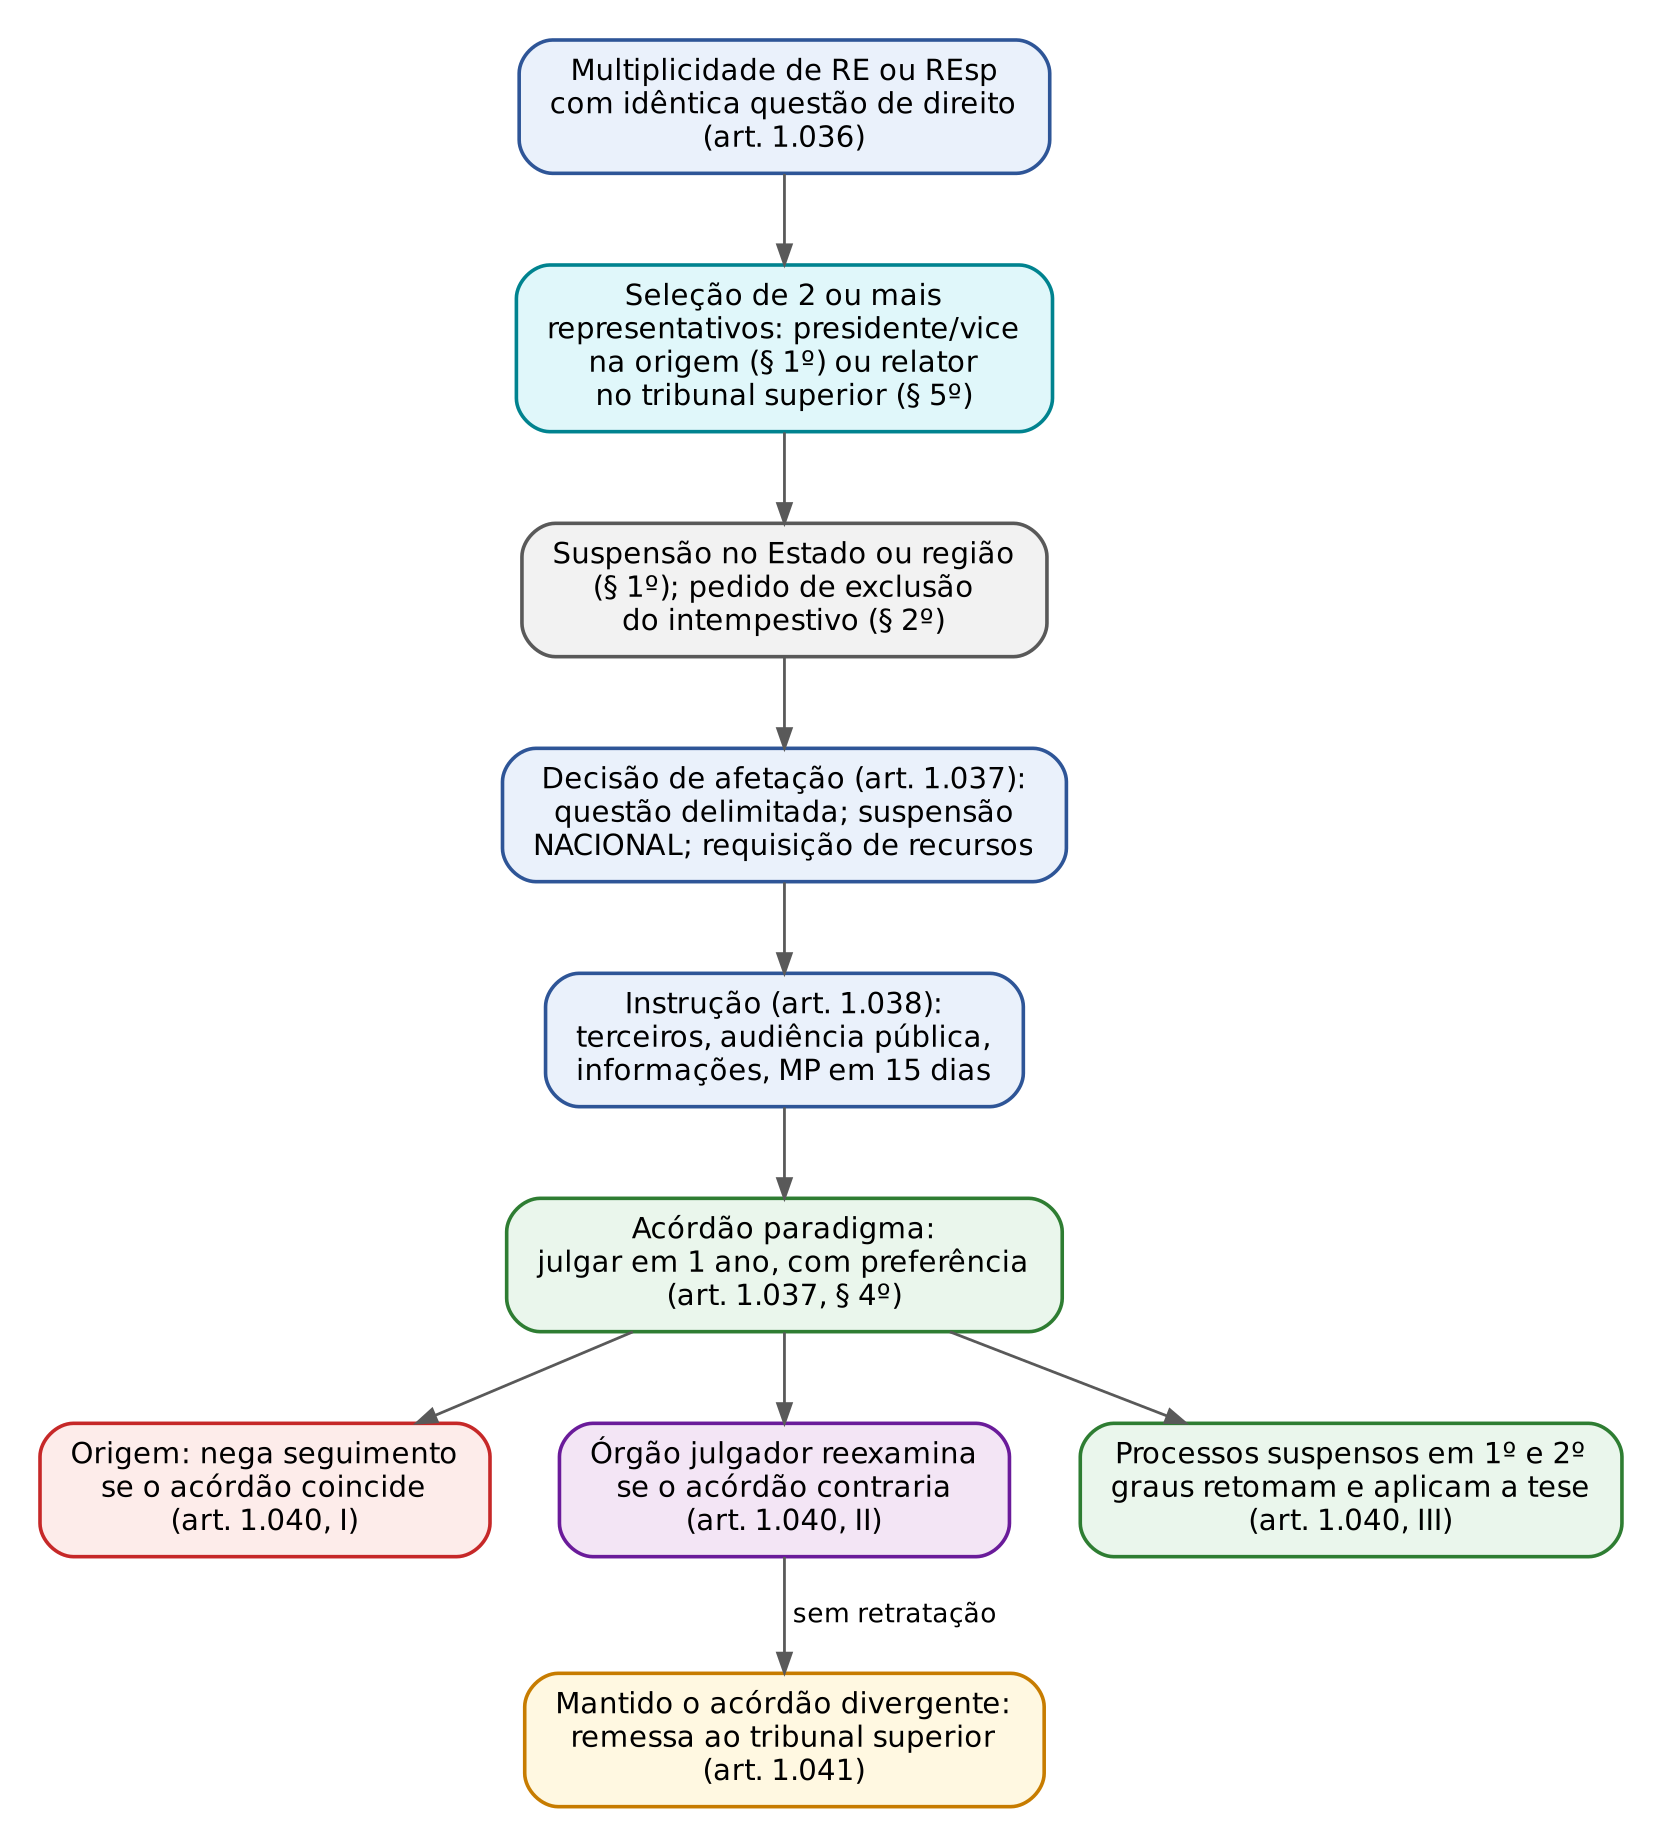 Multiplicidade de RE ou REsp
com idêntica questão de direito
(art. 1.036)
Seleção de 2 ou mais
representativos: presidente/vice
na origem (§ 1º) ou relator
no tribunal superior (§ 5º)
Suspensão no Estado ou região
(§ 1º); pedido de exclusão
do intempestivo (§ 2º)
Decisão de afetação (art. 1.037):
questão delimitada; suspensão
NACIONAL; requisição de recursos
Instrução (art. 1.038):
terceiros, audiência pública,
informações, MP em 15 dias
Acórdão paradigma:
julgar em 1 ano, com preferência
(art. 1.037, § 4º)
Origem: nega seguimento
se o acórdão coincide
(art. 1.040, I)
Órgão julgador reexamina
se o acórdão contraria
(art. 1.040, II)
Processos suspensos em 1º e 2º
graus retomam e aplicam a tese
(art. 1.040, III)
sem retratação
Mantido o acórdão divergente:
remessa ao tribunal superior
(art. 1.041)